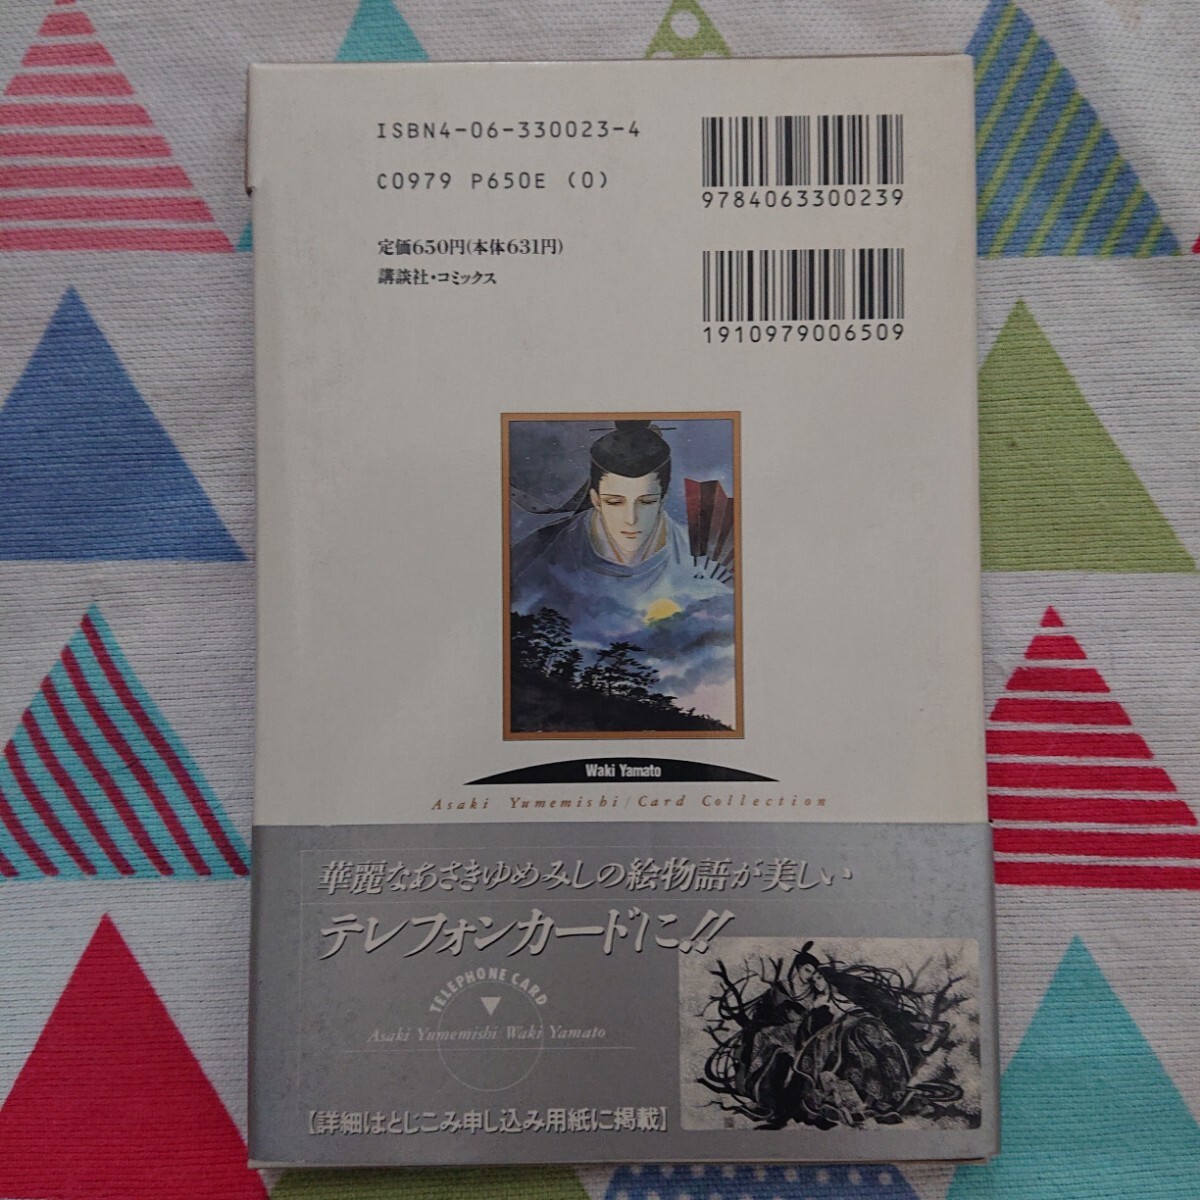 ISBN4-06-330023-4
C0979 P650E (0)
9784063300239
定価650円(本体631円)
講談社・コミックス
1910979006509
Waki Yamato
Asaki Yumemishi/Card Collection
華麗なあさきゆめみしの絵物語が美しい
テレフォンカードに!!
TELEPHONE CARD
Asaki Yumemishi Waki Yamato
【詳細はとじこみ申し込み用紙に掲載】